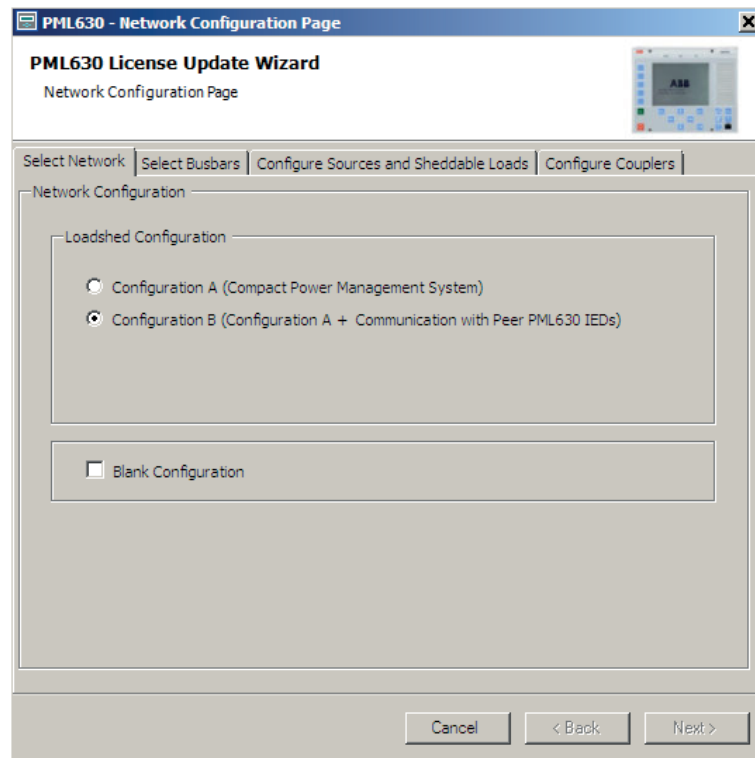 PML630 - Network Configuration Page
PML630 License Update Wizard
Network Configuration Page
ABB
Select Network Select Busbars Configure Sources and Sheddable Loads Configure Couplers
Network Configuration
Loadshed Configuration
Configuration A (Compact Power Management System)
Configuration B (Configuration A + Communication with Peer PML630 IEDs)
Blank Configuration
Cancel < Back Next >